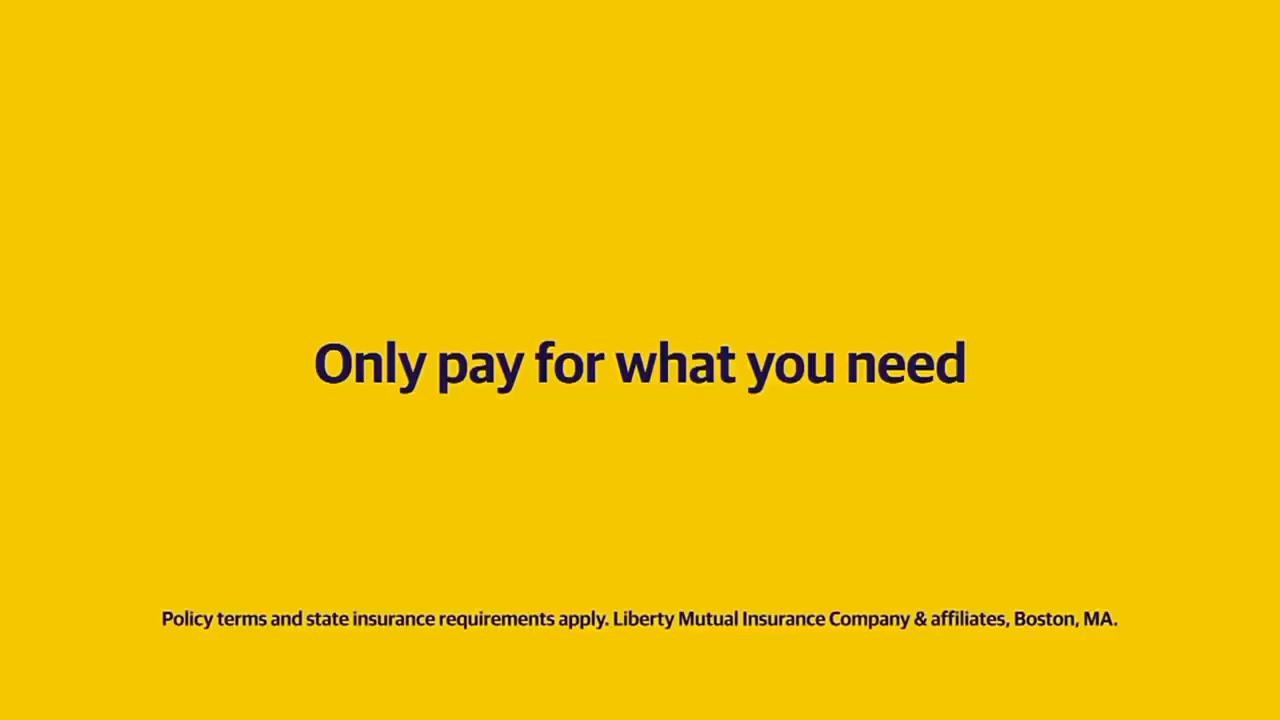 Only pay for what you need
Policy terms and state insurance requirements apply. Liberty Mutual Insurance Company & affiliates, Boston, MA.